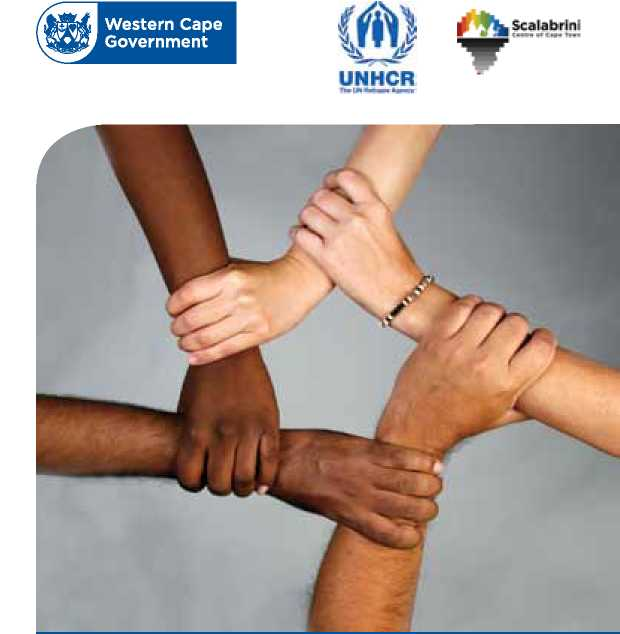 Western Cape
Government
UNHCR
The UN Refugee Agency
Scalabrini
Centre of Cape Town